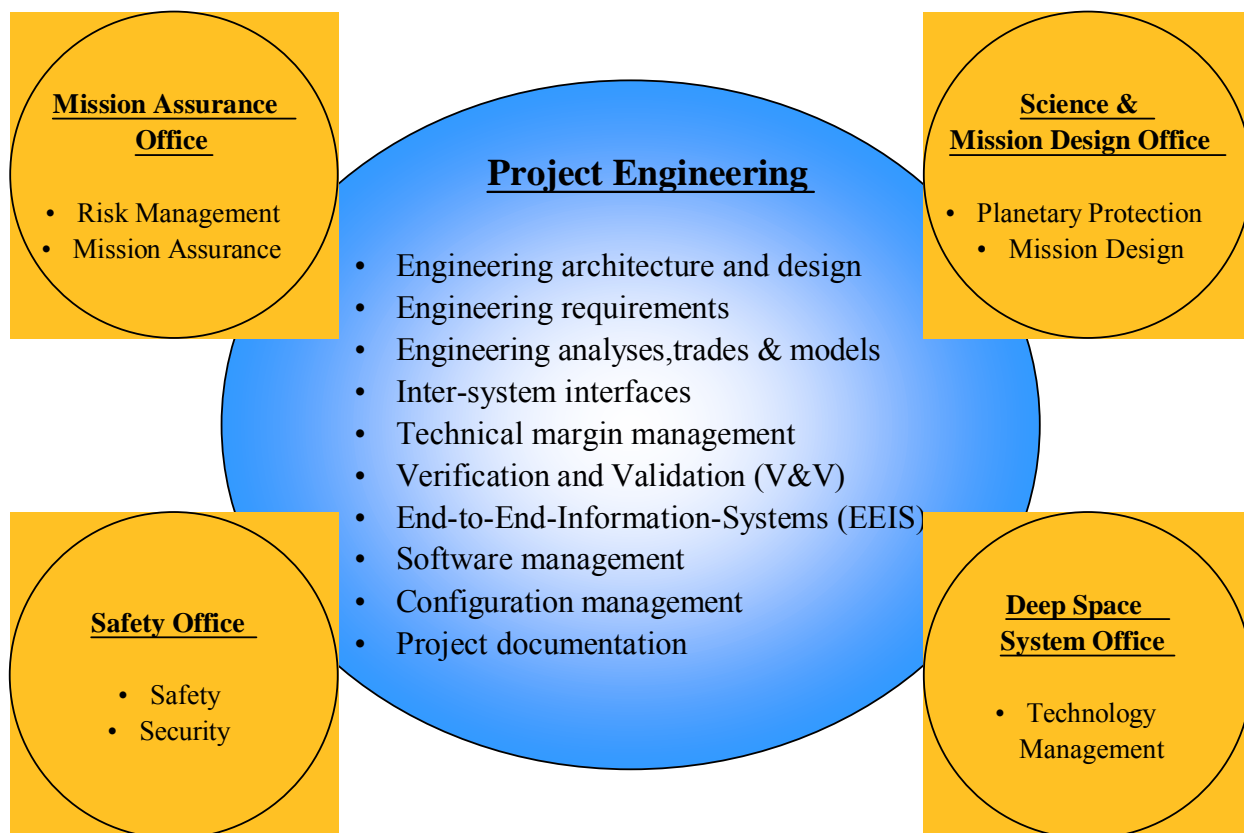 Mission Assurance
Office
• Risk Management
• Mission Assurance
Science &
Mission Design Office
• Planetary Protection
• Mission Design
Project Engineering
• Engineering architecture and design
• Engineering requirements
• Engineering analyses,trades & models
• Inter-system interfaces
• Technical margin management
• Verification and Validation (V&V)
• End-to-End-Information-Systems (EEIS)
• Software management
• Configuration management
• Project documentation
Safety Office
• Safety
• Security
Deep Space
System Office
• Technology
Management